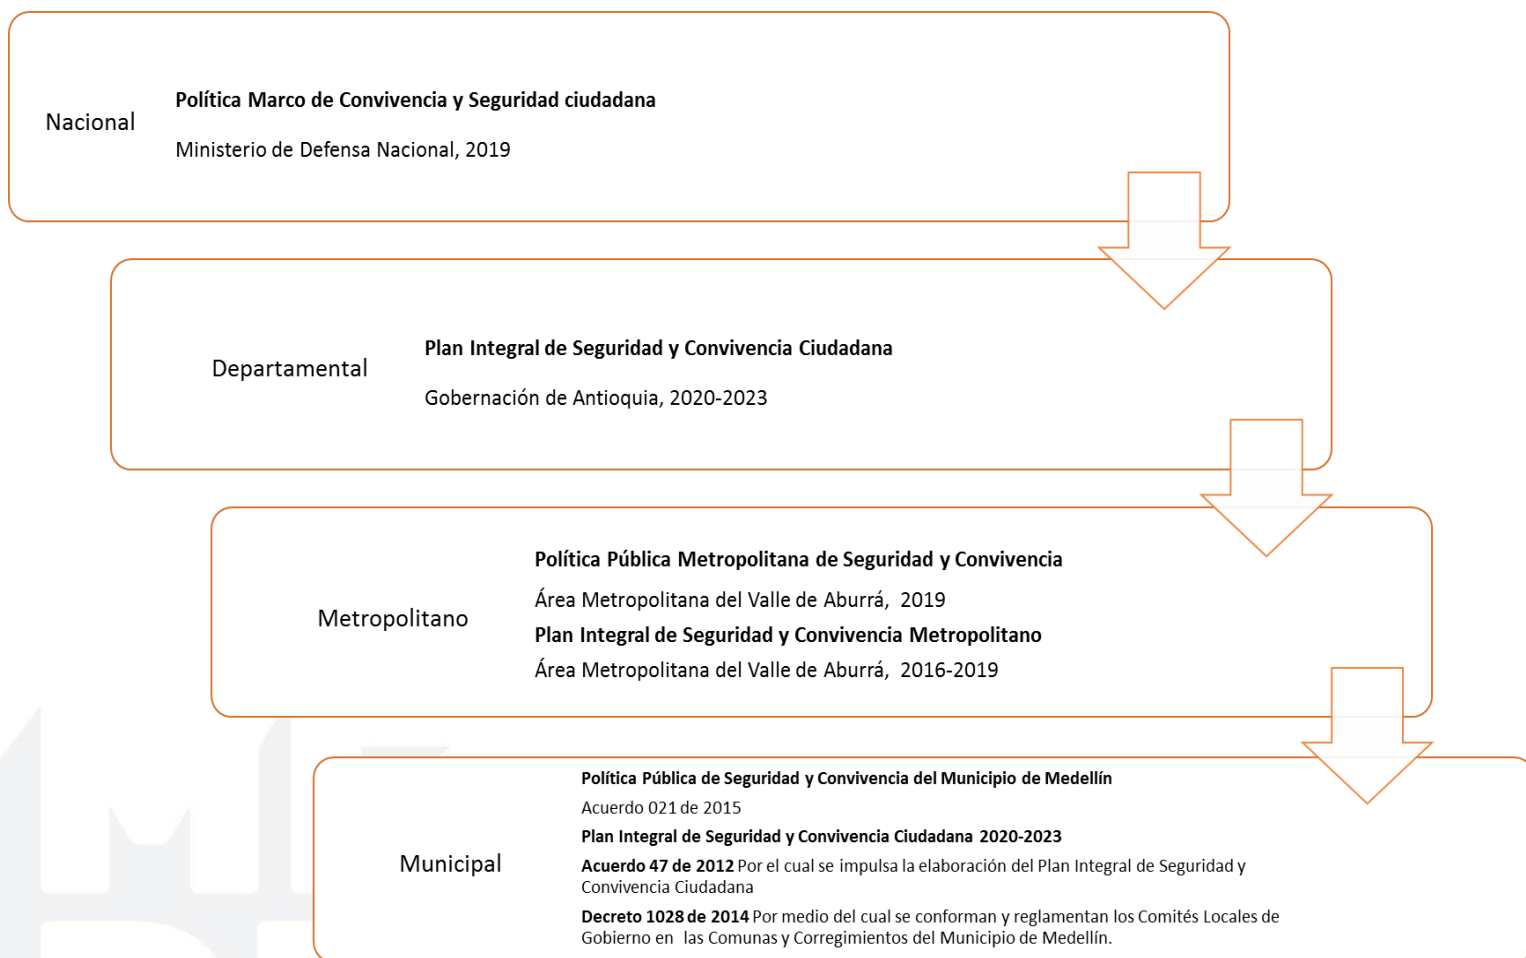 Nacional
Política Marco de Convivencia y Seguridad ciudadana
Ministerio de Defensa Nacional, 2019
Departamental
Plan Integral de Seguridad y Convivencia Ciudadana
Gobernación de Antioquia, 2020-2023
Metropolitano
Política Pública Metropolitana de Seguridad y Convivencia
Área Metropolitana del Valle de Aburrá, 2019
Plan Integral de Seguridad y Convivencia Metropolitano
Área Metropolitana del Valle de Aburrá, 2016-2019
Municipal
Política Pública de Seguridad y Convivencia del Municipio de Medellín
Acuerdo 021 de 2015
Plan Integral de Seguridad y Convivencia Ciudadana 2020-2023
Acuerdo 47 de 2012 Por el cual se impulsa la elaboración del Plan Integral de Seguridad y
Convivencia Ciudadana
Decreto 1028 de 2014 Por medio del cual se conforman y reglamentan los Comités Locales de
Gobierno en las Comunas y Corregimientos del Municipio de Medellín.